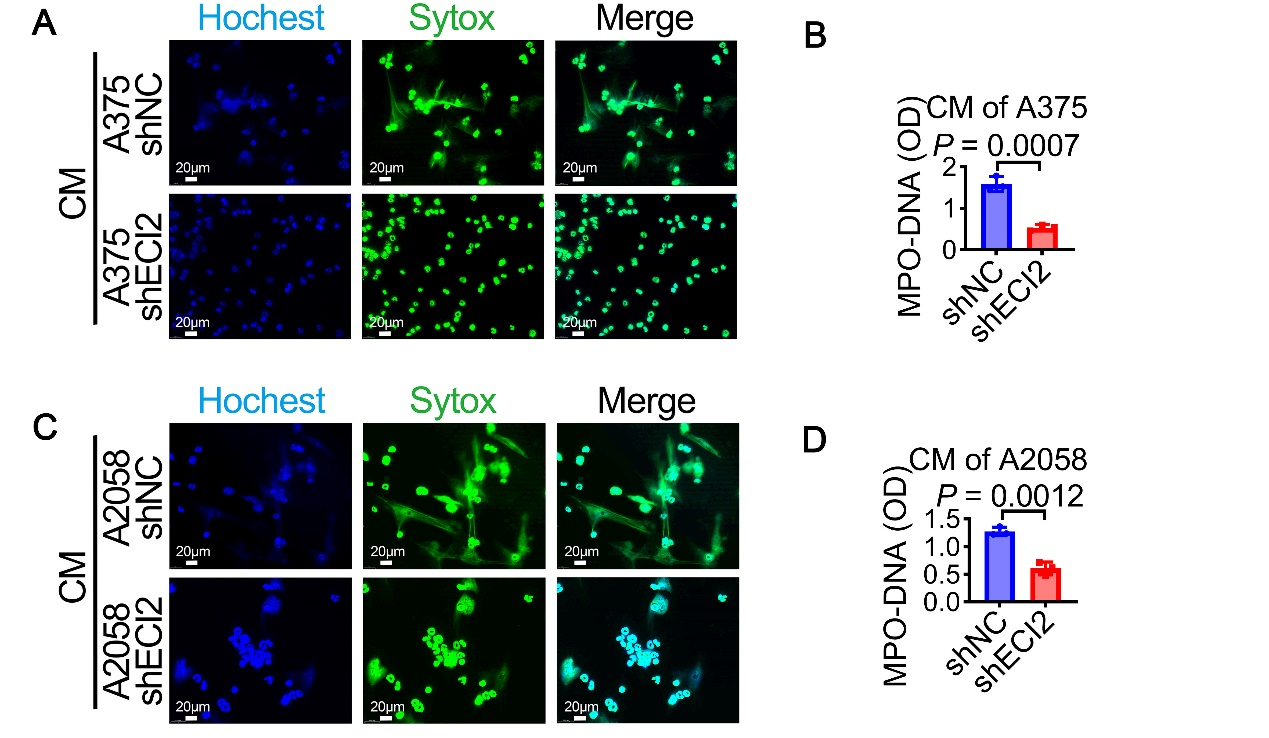 A
Hochest Sytox Merge
CM
A375 shNC
20μm 20μm 20μm
A375 shECI2
20μm 20μm 20μm
B
CM of A375
P = 0.0007
MPO-DNA (OD)
2
1
0
shNC
shECI2
C
Hochest Sytox Merge
CM
A2058 shNC
20μm 20μm 20μm
A2058 shECI2
20μm 20μm 20μm
D
CM of A2058
P = 0.0012
MPO-DNA (OD)
1.5
1.0
0.5
0.0
shNC
shECI2